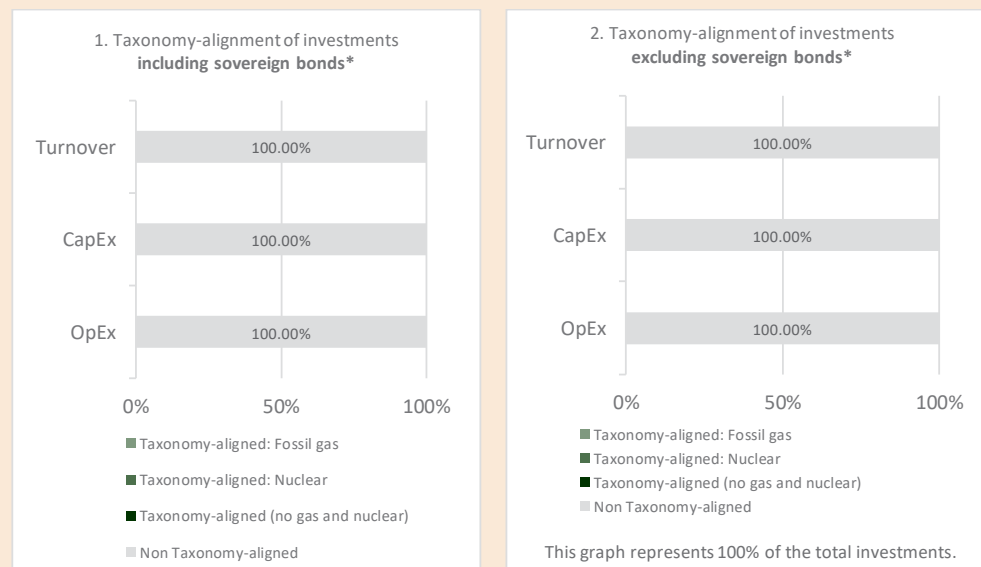 1. Taxonomy-alignment of investments
including sovereign bonds*
Turnover
100.00%
CapEx
100.00%
OpEx
100.00%
0% 50% 100%
Taxonomy-aligned: Fossil gas
Taxonomy-aligned: Nuclear
Taxonomy-aligned (no gas and nuclear)
Non Taxonomy-aligned
2. Taxonomy-alignment of investments
excluding sovereign bonds*
Turnover
100.00%
CapEx
100.00%
OpEx
100.00%
0% 50% 100%
Taxonomy-aligned: Fossil gas
Taxonomy-aligned: Nuclear
Taxonomy-aligned (no gas and nuclear)
Non Taxonomy-aligned
This graph represents 100% of the total investments.